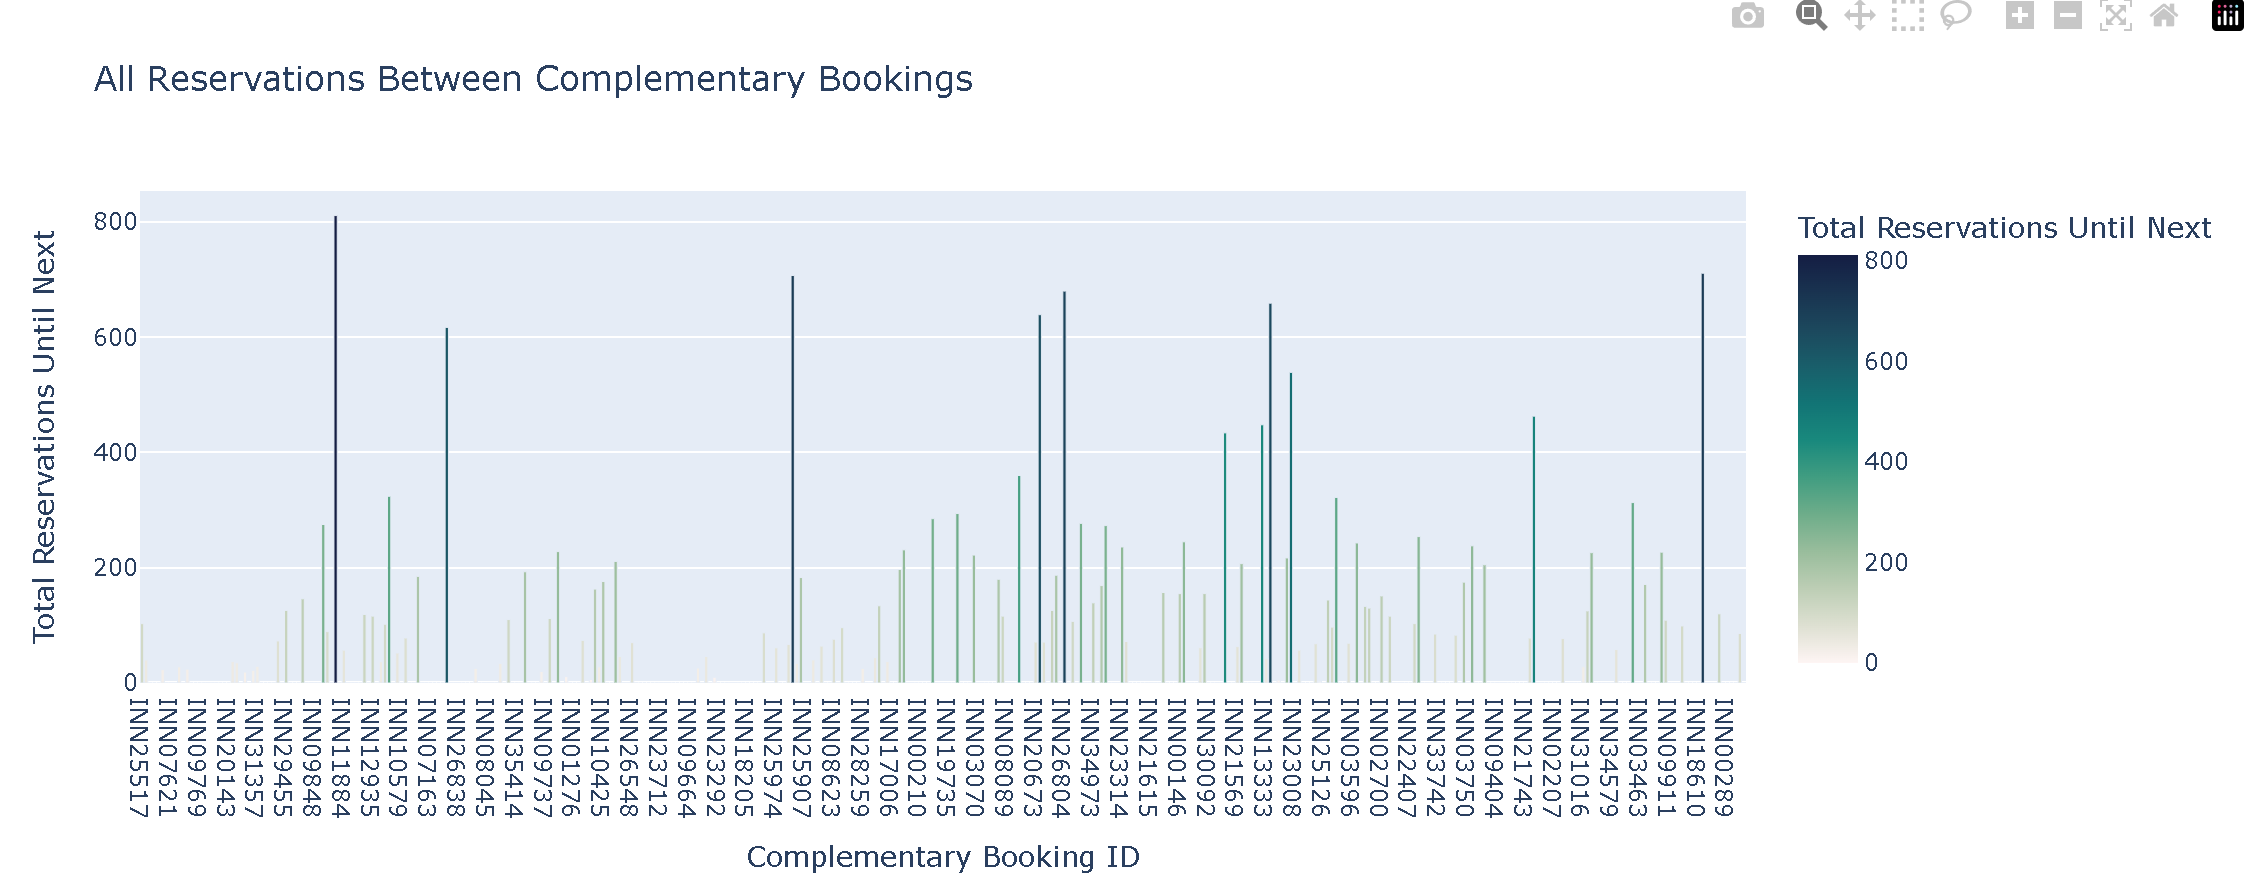 All Reservations Between Complementary Bookings
Total Reservations Until Next
800
600
400
200
0
INN25517
INN07621
INN09769
INN20143
INN31357
INN29455
INN09848
INN11884
INN12935
INN10579
INN07163
INN26838
INN08045
INN35414
INN09737
INN01276
INN10425
INN26548
INN23712
INN09664
INN23292
INN18205
INN25974
INN25907
INN08623
INN28259
INN17006
INN00210
INN19735
INN03070
INN08089
INN20673
INN26804
INN34973
INN23314
INN21615
INN00146
INN30092
INN21569
INN13333
INN23008
INN25126
INN03596
INN02700
INN22407
INN33742
INN03750
INN09404
INN21743
INN02207
INN31016
INN34579
INN03463
INN09911
INN18610
INN00289
Complementary Booking ID
Total Reservations Until Next
800
600
400
200
0